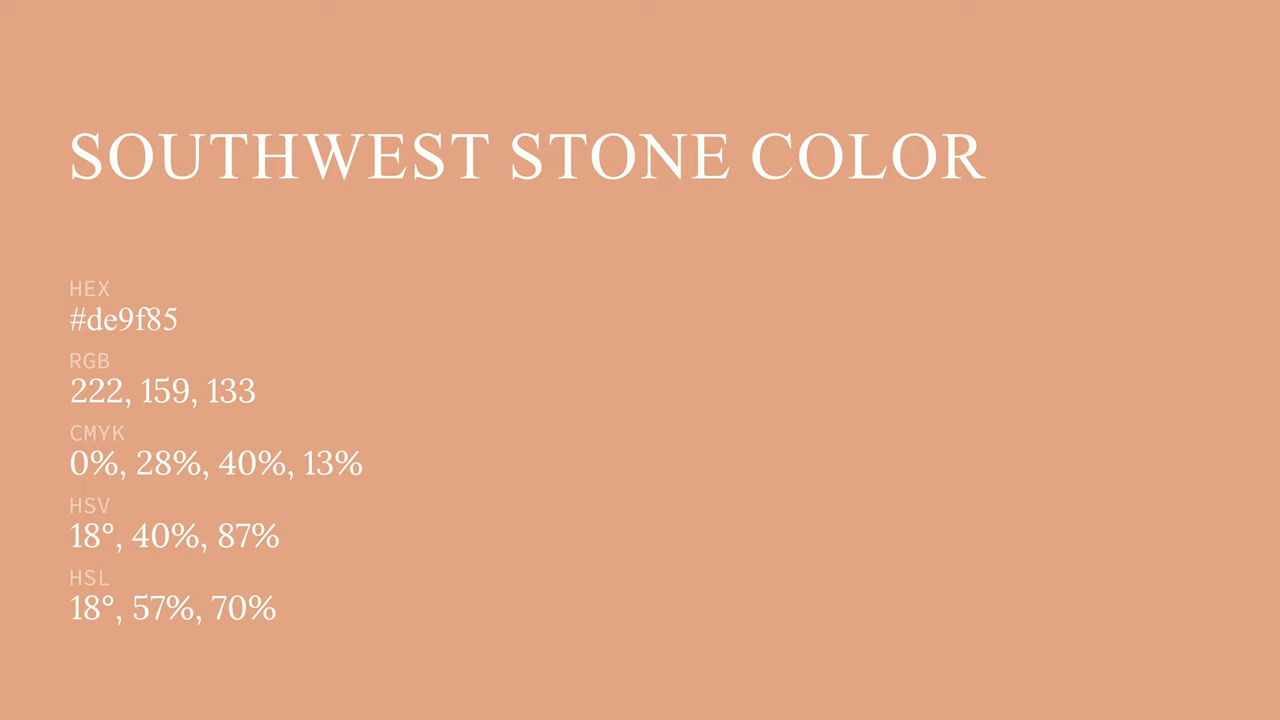 SOUTHWEST STONE COLOR
HEX
#de9f85
RGB
222, 159, 133
CMYK
0%, 28%, 40%, 13%
HSV
18°, 40%, 87%
HSL
18°, 57%, 70%